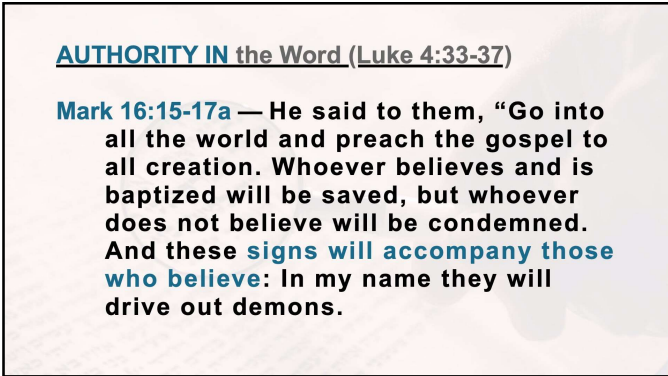 AUTHORITY IN the Word (Luke 4:33-37)
Mark 16:15-17a — He said to them, “Go into
all the world and preach the gospel to
all creation. Whoever believes and is
baptized will be saved, but whoever
does not believe will be condemned.
And these signs will accompany those
who believe: In my name they will
drive out demons.